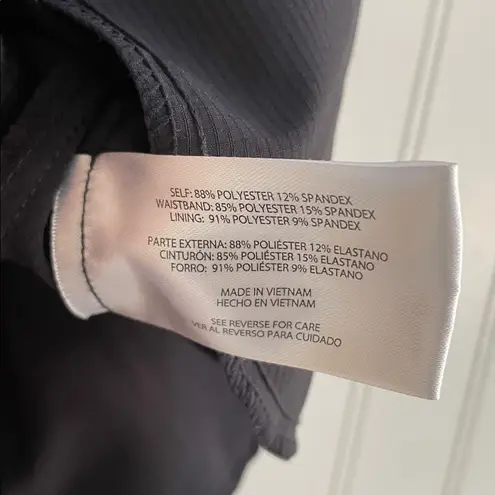 SELF: 88% POLYESTER 12% SPANDEX
WAISTBAND: 85% POLYESTER 15% SPANDEX
LINING: 91% POLYESTER 9% SPANDEX
PARTE EXTERNA: 88% POLIÉSTER 12% ELASTANO
CINTURÓN: 85% POLIÉSTER 15% ELASTANO
FORRO: 91% POLIÉSTER 9% ELASTANO
MADE IN VIETNAM
HECHO EN VIETNAM
SEE REVERSE FOR CARE
VER AL REVERSO PARA CUIDADO